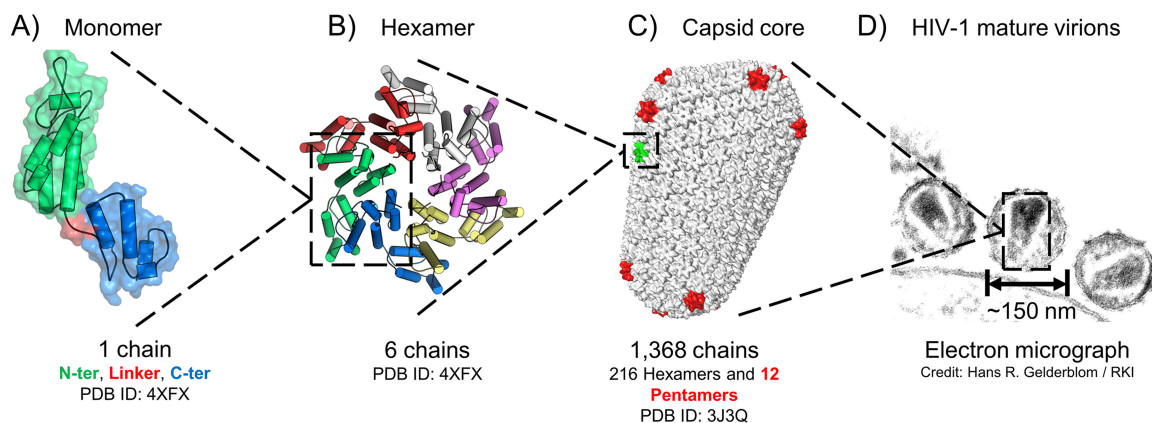 A) Monomer
B) Hexamer
C) Capsid core
D) HIV-1 mature virions
~150 nm
1 chain
N-ter, Linker, C-ter
PDB ID: 4XFX
6 chains
PDB ID: 4XFX
1,368 chains
216 Hexamers and 12
Pentamers
PDB ID: 3J3Q
Electron micrograph
Credit: Hans R. Gelderblom / RKI